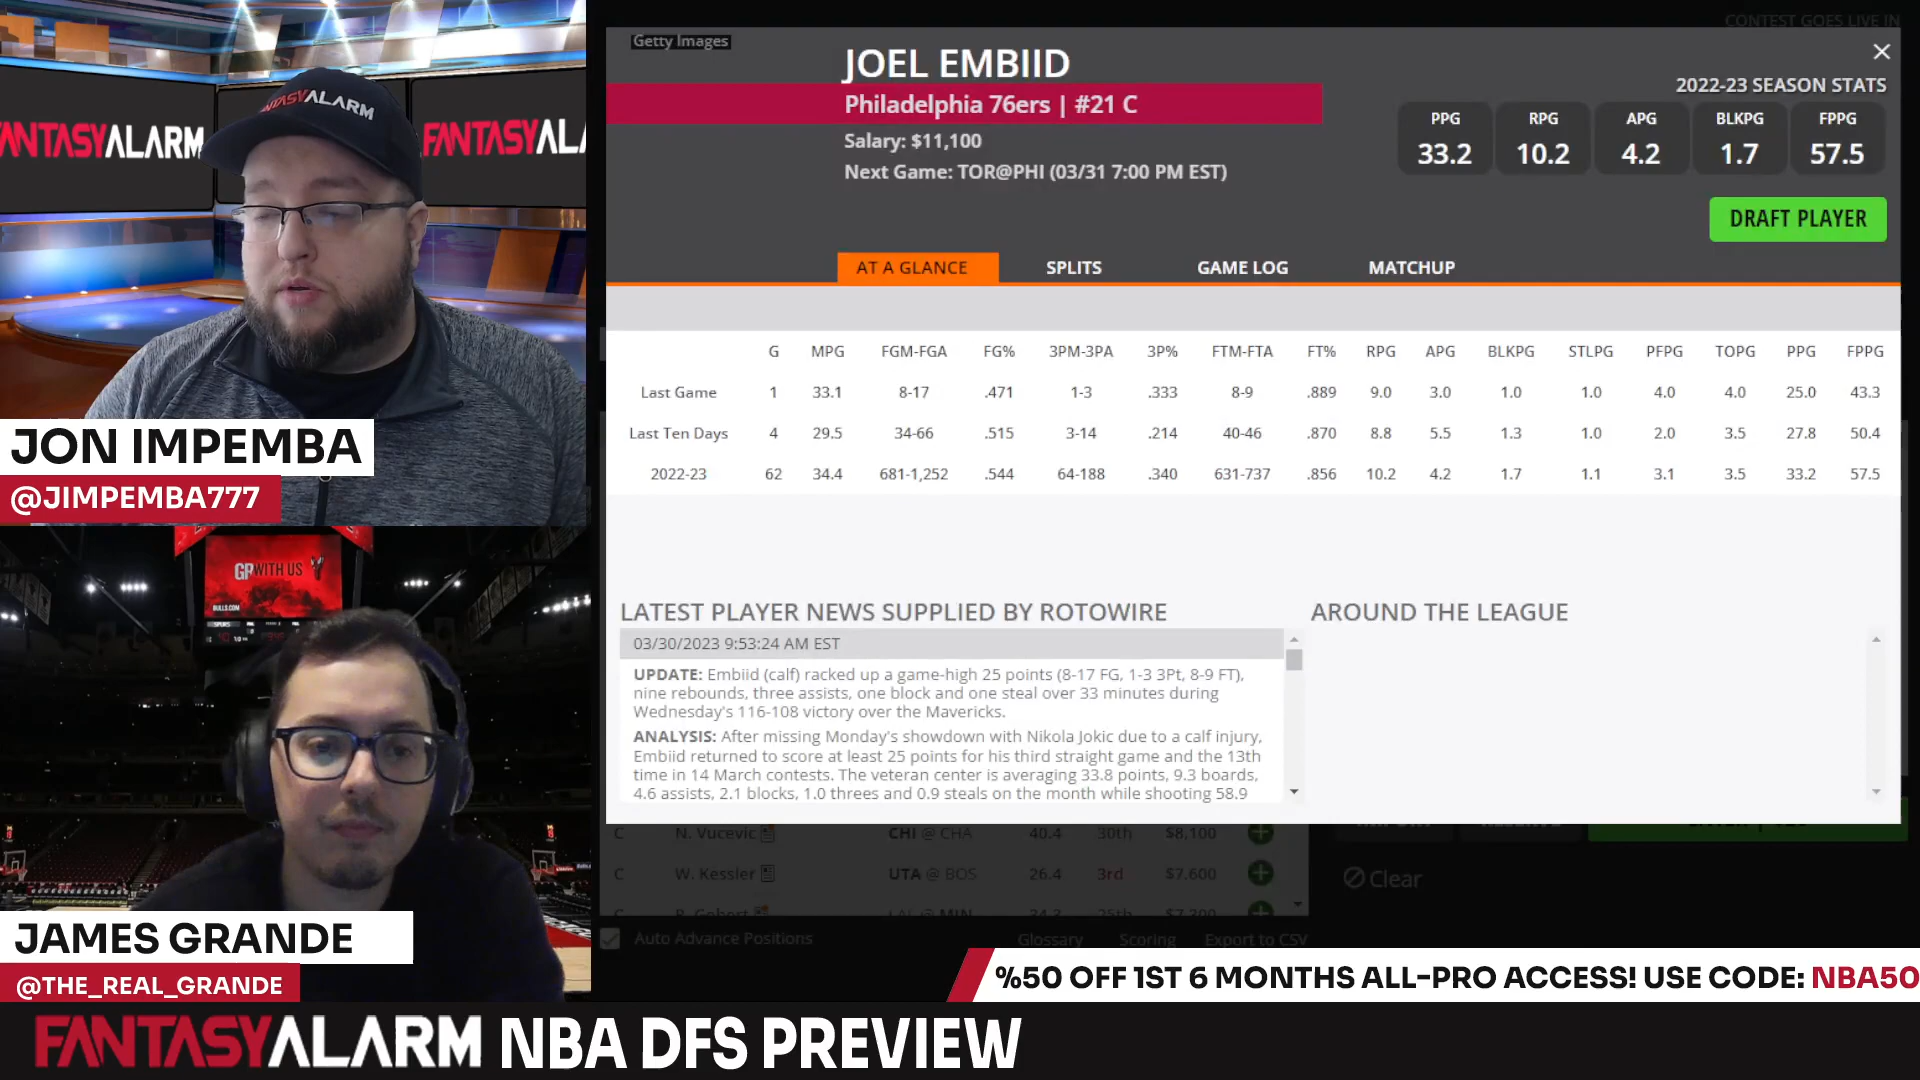 CONTEST GOES LIVE IN
Getty Images
JOEL EMBIID
Philadelphia 76ers | #21 C
Salary: $11,100
Next Game: TOR@PHI (03/31 7:00 PM EST)
2022-23 SEASON STATS
PPG RPG APG BLKPG FPPG
33.2 10.2 4.2 1.7 57.5
DRAFT PLAYER
AT A GLANCE SPLITS GAME LOG MATCHUP
G MPG FGM-FGA FG% 3PM-3PA 3P% FTM-FTA FT% RPG APG BLKPG STLPG PFPG TOPG PPG FPPG
Last Game 1 33.1 8-17 .471 1-3 .333 8-9 .889 9.0 3.0 1.0 1.0 4.0 4.0 25.0 43.3
Last Ten Days 4 29.5 34-66 .515 3-14 .214 40-46 .870 8.8 5.5 1.3 1.0 2.0 3.5 27.8 50.4
2022-23 62 34.4 681-1,252 .544 64-188 .340 631-737 .856 10.2 4.2 1.7 1.1 3.1 3.5 33.2 57.5
LATEST PLAYER NEWS SUPPLIED BY ROTOWIRE
AROUND THE LEAGUE
03/30/2023 9:53:24 AM EST
UPDATE: Embiid (calf) racked up a game-high 25 points (8-17 FG, 1-3 3Pt, 8-9 FT),
nine rebounds, three assists, one block and one steal over 33 minutes during
Wednesday's 116-108 victory over the Mavericks.
ANALYSIS: After missing Monday's showdown with Nikola Jokic due to a calf injury,
Embiid returned to score at least 25 points for his third straight game and the 13th
time in 14 March contests. The veteran center is averaging 33.8 points, 9.3 boards,
4.6 assists, 2.1 blocks, 1.0 threes and 0.9 steals on the month while shooting 58.9
C N. Vucevic CHI @ CHA 40.4 30th $8,100
C W. Kessler UTA @ BOS 26.4 3rd $7,600
C R. Gobert LAL @ MIN 34.3 25th $7,300
Clear
Auto Advance Positions
Glossary Scoring Export to CSV
FANTASYALARM
FANTASYALARM
FANTASYALA
JON IMPEMBA
@JIMPEMBA777
WITH US
BULLS.COM
JAMES GRANDE
@THE_REAL_GRANDE
%50 OFF 1ST 6 MONTHS ALL-PRO ACCESS! USE CODE: NBA50
FANTASYALARM NBA DFS PREVIEW